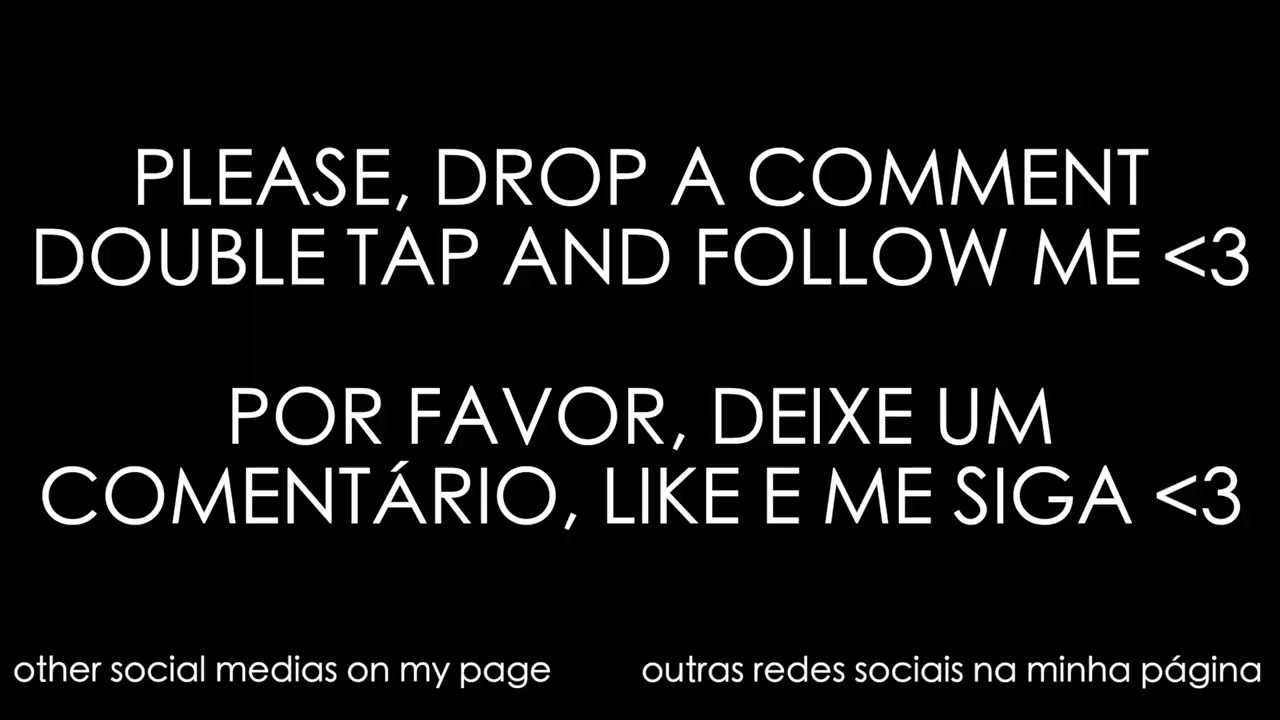 PLEASE, DROP A COMMENT
DOUBLE TAP AND FOLLOW ME <3
POR FAVOR, DEIXE UM
COMENTÁRIO, LIKE E ME SIGA <3
other social medias on my page
outras redes sociais na minha página